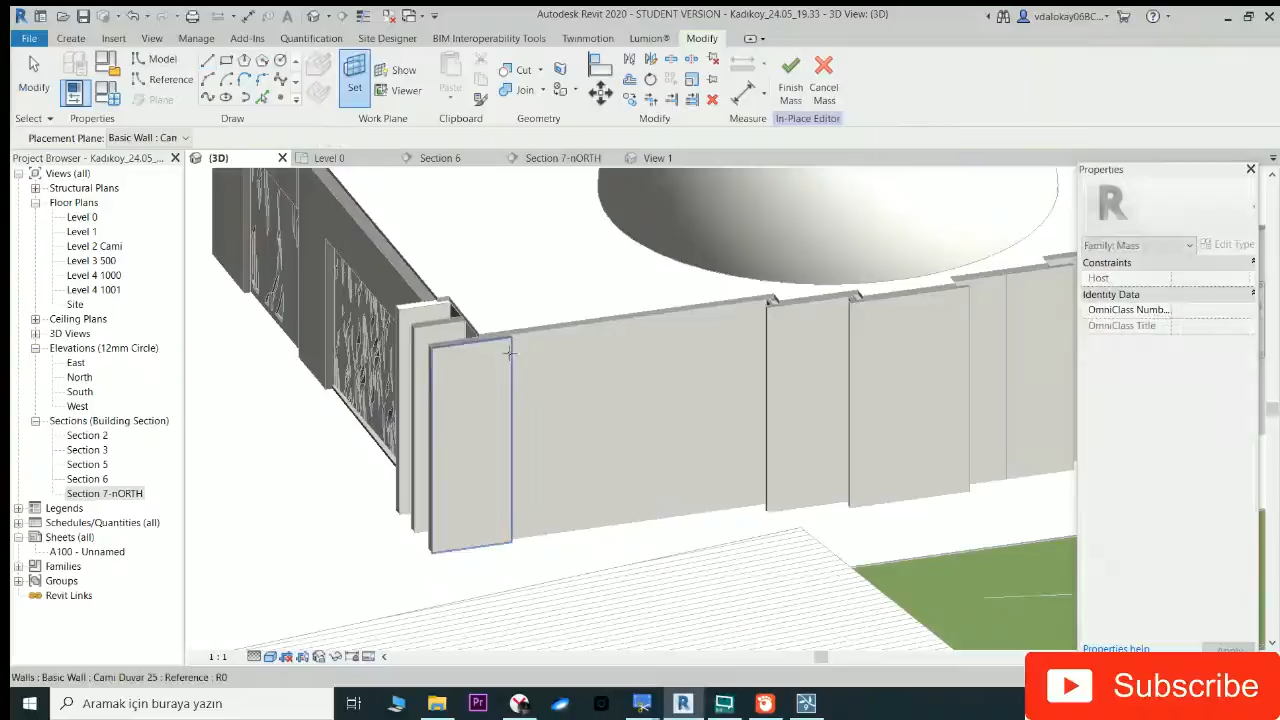 Autodesk Revit 2020 - STUDENT VERSION - Kadıkoy_24.05_19.33 - 3D View: {3D}
vdalokay06BC...
File Create Insert View Manage Add-Ins Quantification Site Designer BIM Interoperability Tools Twinmotion Lumion® Modify
Modify
Model
Reference
Plane
Set
Show
Viewer
Paste
Cut
Join
Finish Mass
Cancel Mass
Select Properties Draw Work Plane Clipboard Geometry Modify Measure In-Place Editor
Placement Plane: Basic Wall : Cam
Project Browser - Kadıkoy_24.05_...
{3D} Level 0 Section 6 Section 7-nORTH View 1
Views (all)
Structural Plans
Floor Plans
Level 0
Level 1
Level 2 Cami
Level 3 500
Level 4 1000
Level 4 1001
Site
Ceiling Plans
3D Views
Elevations (12mm Circle)
East
North
South
West
Sections (Building Section)
Section 2
Section 3
Section 5
Section 6
Section 7-nORTH
Legends
Schedules/Quantities (all)
Sheets (all)
A100 - Unnamed
Families
Groups
Revit Links
Properties
R
Family: Mass Edit Type
Constraints
Host
Identity Data
OmniClass Numb...
OmniClass Title
Properties help Apply
1 : 1
Walls : Basic Wall : Cami Duvar 25 : Reference : R0
Aramak için buraya yazın
Pr
R
Subscribe